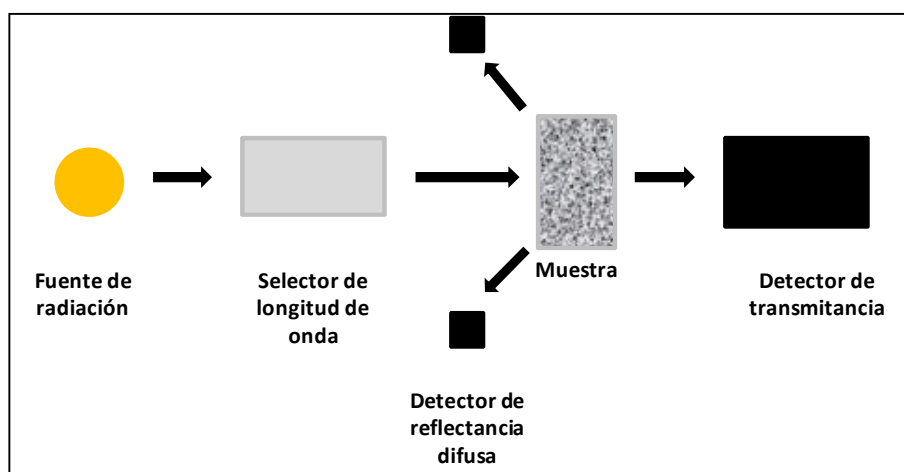 Fuente de
radiación
Selector de
longitud de
onda
Muestra
Detector de
transmitancia
Detector de
reflectancia
difusa